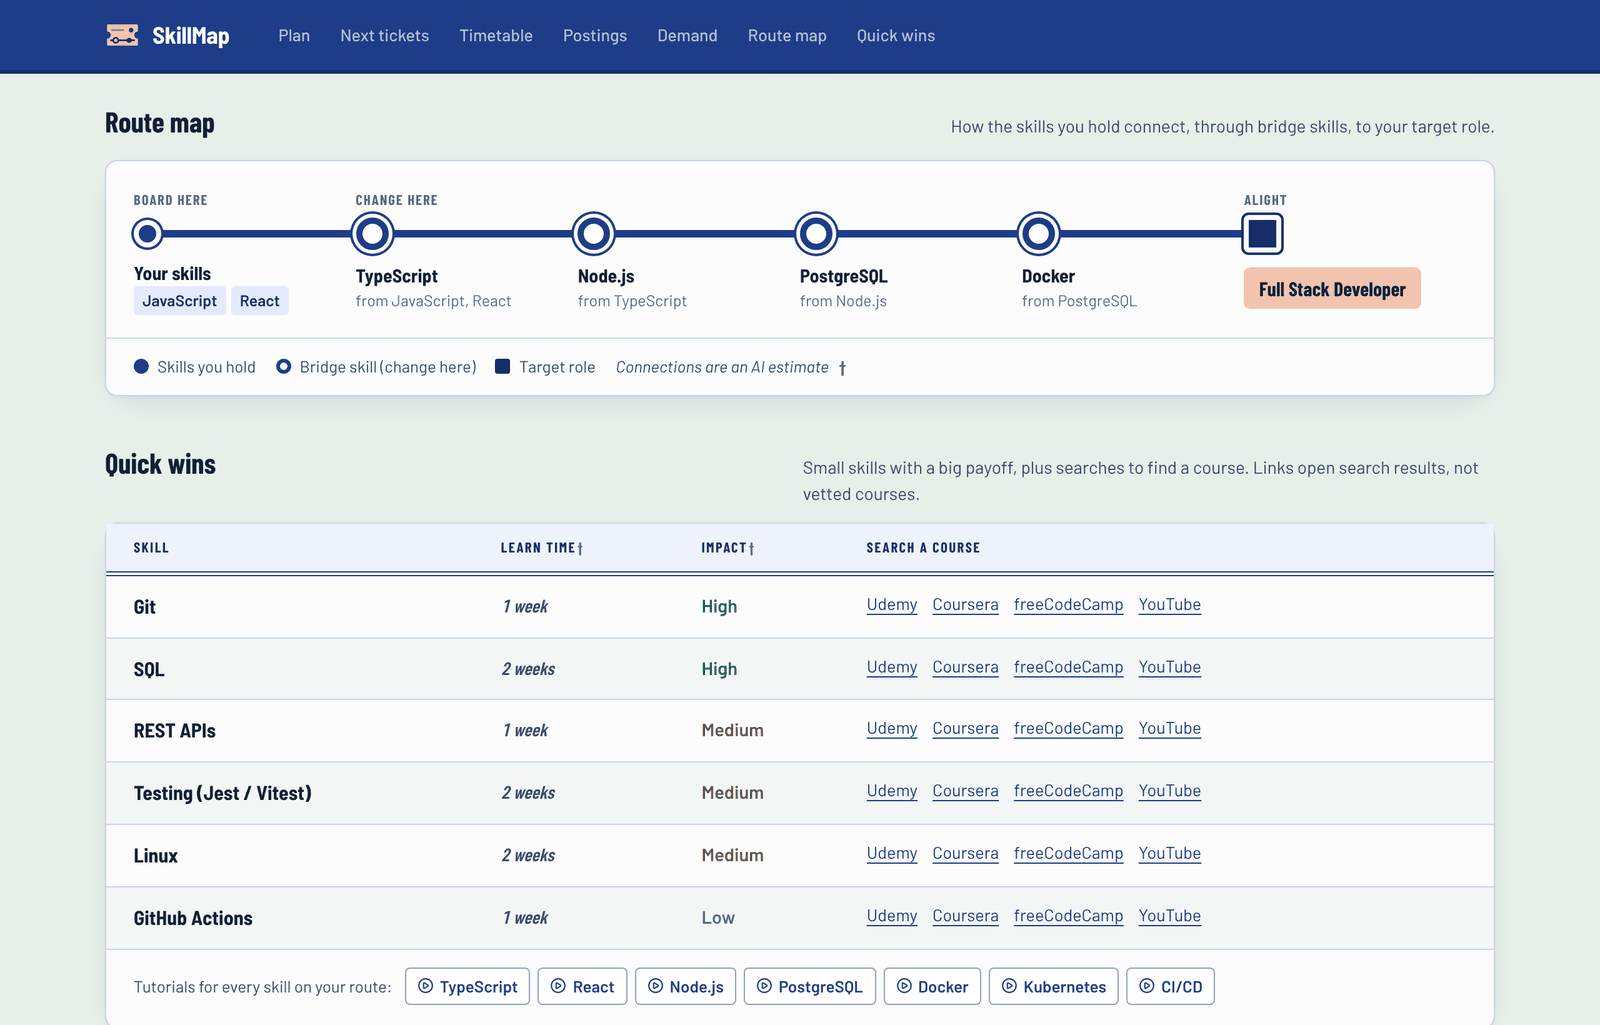 SkillMap Plan Next tickets Timetable Postings Demand Route map Quick wins
Route map
How the skills you hold connect, through bridge skills, to your target role.
BOARD HERE CHANGE HERE ALIGHT
Your skills TypeScript Node.js PostgreSQL Docker Full Stack Developer
JavaScript React from JavaScript, React from TypeScript from Node.js from PostgreSQL
Skills you hold Bridge skill (change here) Target role Connections are an AI estimate †
Quick wins
Small skills with a big payoff, plus searches to find a course. Links open search results, not
vetted courses.
SKILL LEARN TIME† IMPACT† SEARCH A COURSE
Git 1 week High Udemy Coursera freeCodeCamp YouTube
SQL 2 weeks High Udemy Coursera freeCodeCamp YouTube
REST APIs 1 week Medium Udemy Coursera freeCodeCamp YouTube
Testing (Jest / Vitest) 2 weeks Medium Udemy Coursera freeCodeCamp YouTube
Linux 2 weeks Medium Udemy Coursera freeCodeCamp YouTube
GitHub Actions 1 week Low Udemy Coursera freeCodeCamp YouTube
Tutorials for every skill on your route: TypeScript React Node.js PostgreSQL Docker Kubernetes CI/CD